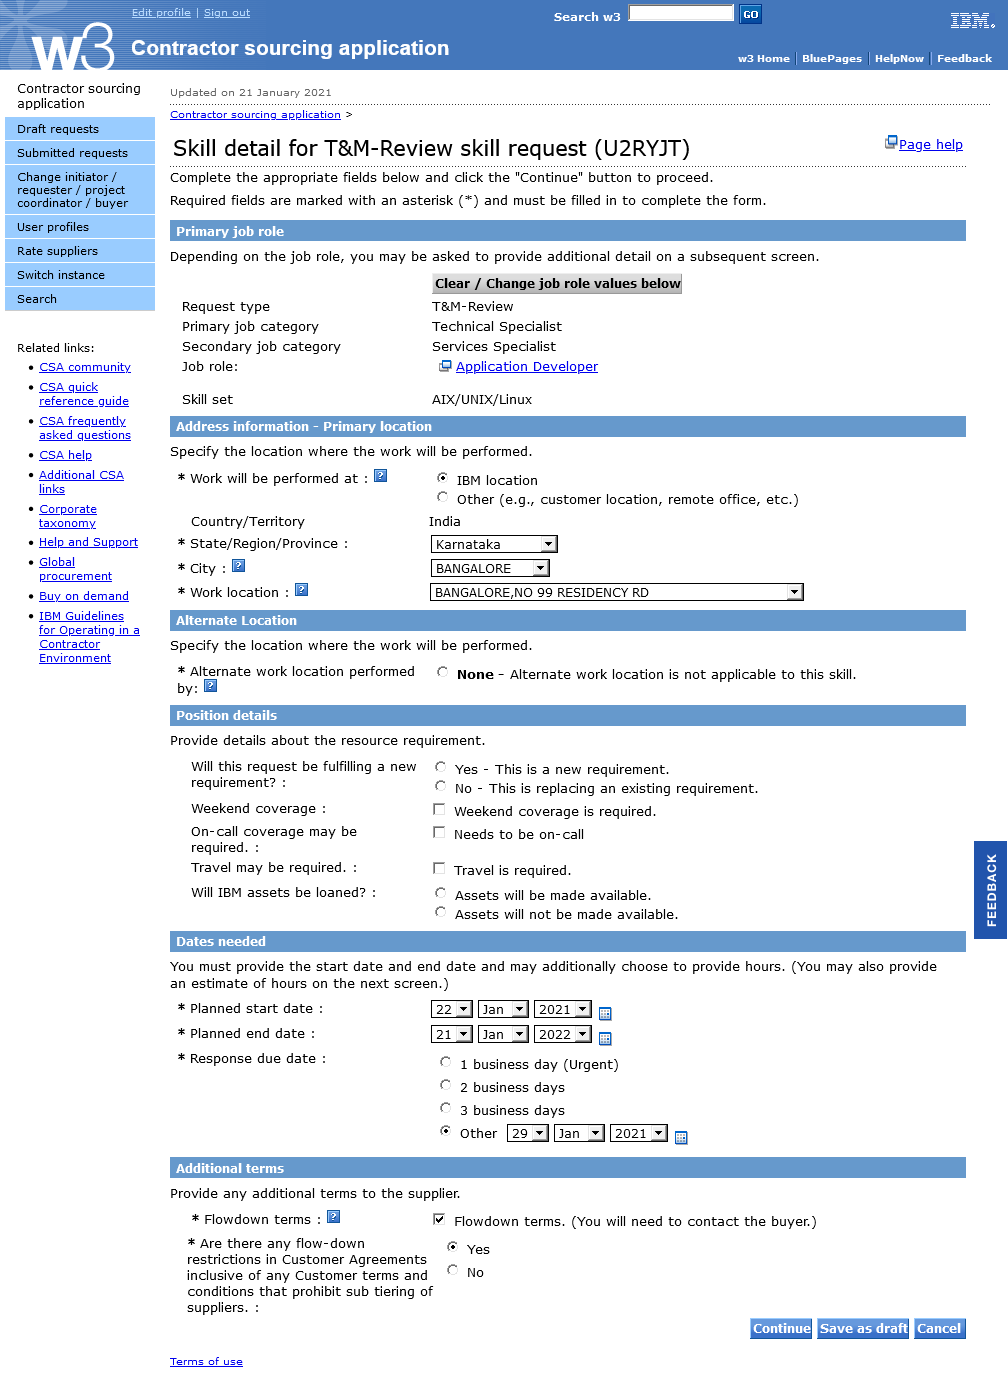 Edit profile | Sign out
Search w3
GO
IBM.
w3
Contractor sourcing application
w3 Home
BluePages
HelpNow
Feedback
Contractor sourcing
application
Draft requests
Submitted requests
Change initiator /
requester / project
coordinator / buyer
User profiles
Rate suppliers
Switch instance
Search
Related links:
CSA community
CSA quick
reference guide
CSA frequently
asked questions
CSA help
Additional CSA
links
Corporate
taxonomy
Help and Support
Global
procurement
Buy on demand
IBM Guidelines
for Operating in a
Contractor
Environment
Updated on 21 January 2021
Contractor sourcing application >
Skill detail for T&M-Review skill request (U2RYJT)
Page help
Complete the appropriate fields below and click the "Continue" button to proceed.
Required fields are marked with an asterisk (*) and must be filled in to complete the form.
Primary job role
Depending on the job role, you may be asked to provide additional detail on a subsequent screen.
Clear / Change job role values below
Request type T&M-Review
Primary job category Technical Specialist
Secondary job category Services Specialist
Job role: Application Developer
Skill set AIX/UNIX/Linux
Address information - Primary location
Specify the location where the work will be performed.
* Work will be performed at : ? IBM location
Other (e.g., customer location, remote office, etc.)
Country/Territory India
* State/Region/Province : Karnataka
* City : ? BANGALORE
* Work location : ? BANGALORE,NO 99 RESIDENCY RD
Alternate Location
Specify the location where the work will be performed.
* Alternate work location performed
by: ?
None - Alternate work location is not applicable to this skill.
Position details
Provide details about the resource requirement.
Will this request be fulfilling a new
requirement? :
Yes - This is a new requirement.
No - This is replacing an existing requirement.
Weekend coverage : Weekend coverage is required.
On-call coverage may be
required. :
Needs to be on-call
Travel may be required. : Travel is required.
Will IBM assets be loaned? : Assets will be made available.
Assets will not be made available.
Dates needed
You must provide the start date and end date and may additionally choose to provide hours. (You may also provide
an estimate of hours on the next screen.)
* Planned start date : 22 Jan 2021
* Planned end date : 21 Jan 2022
* Response due date : 1 business day (Urgent)
2 business days
3 business days
Other 29 Jan 2021
Additional terms
Provide any additional terms to the supplier.
* Flowdown terms : ? Flowdown terms. (You will need to contact the buyer.)
* Are there any flow-down
restrictions in Customer Agreements
inclusive of any Customer terms and
conditions that prohibit sub tiering of
suppliers. :
Yes
No
Continue
Save as draft
Cancel
Terms of use
FEEDBACK